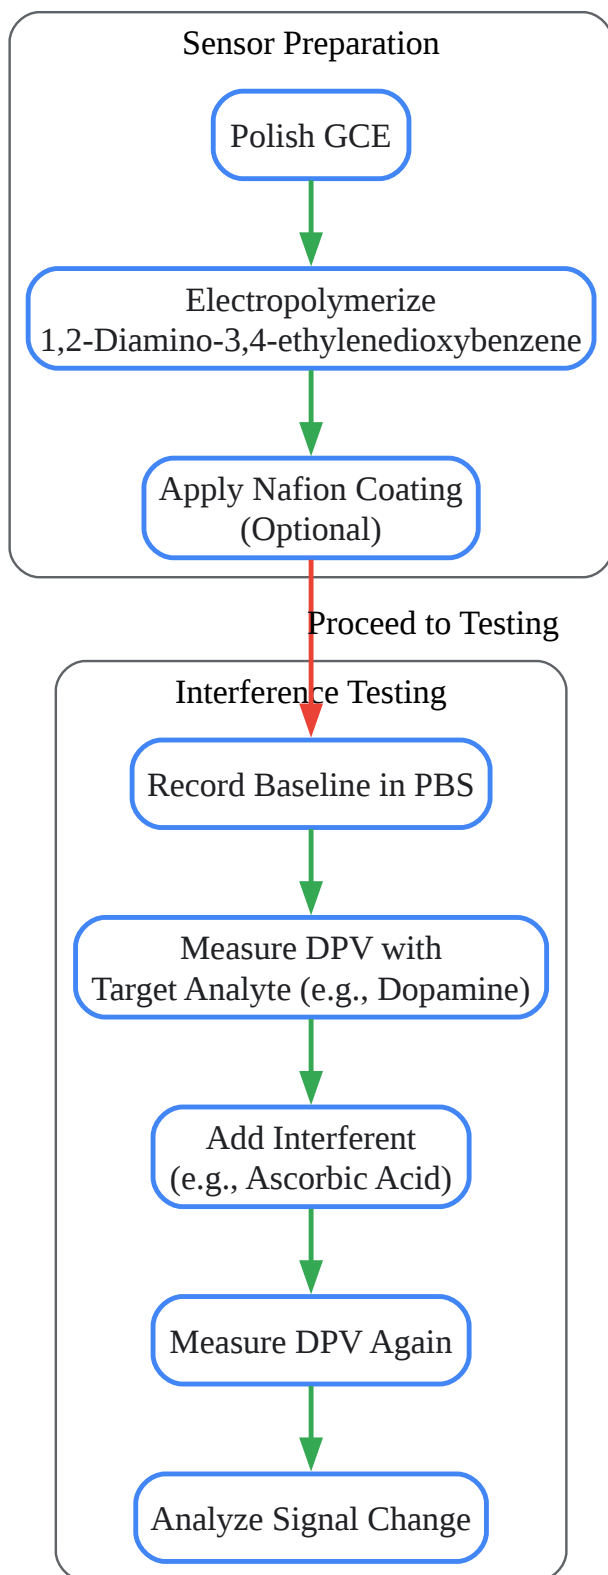 Sensor Preparation
Polish GCE
Electropolymerize
1,2-Diamino-3,4-ethylenedioxybenzene
Apply Nafion Coating
(Optional)
Proceed to Testing
Interference Testing
Record Baseline in PBS
Measure DPV with
Target Analyte (e.g., Dopamine)
Add Interferent
(e.g., Ascorbic Acid)
Measure DPV Again
Analyze Signal Change